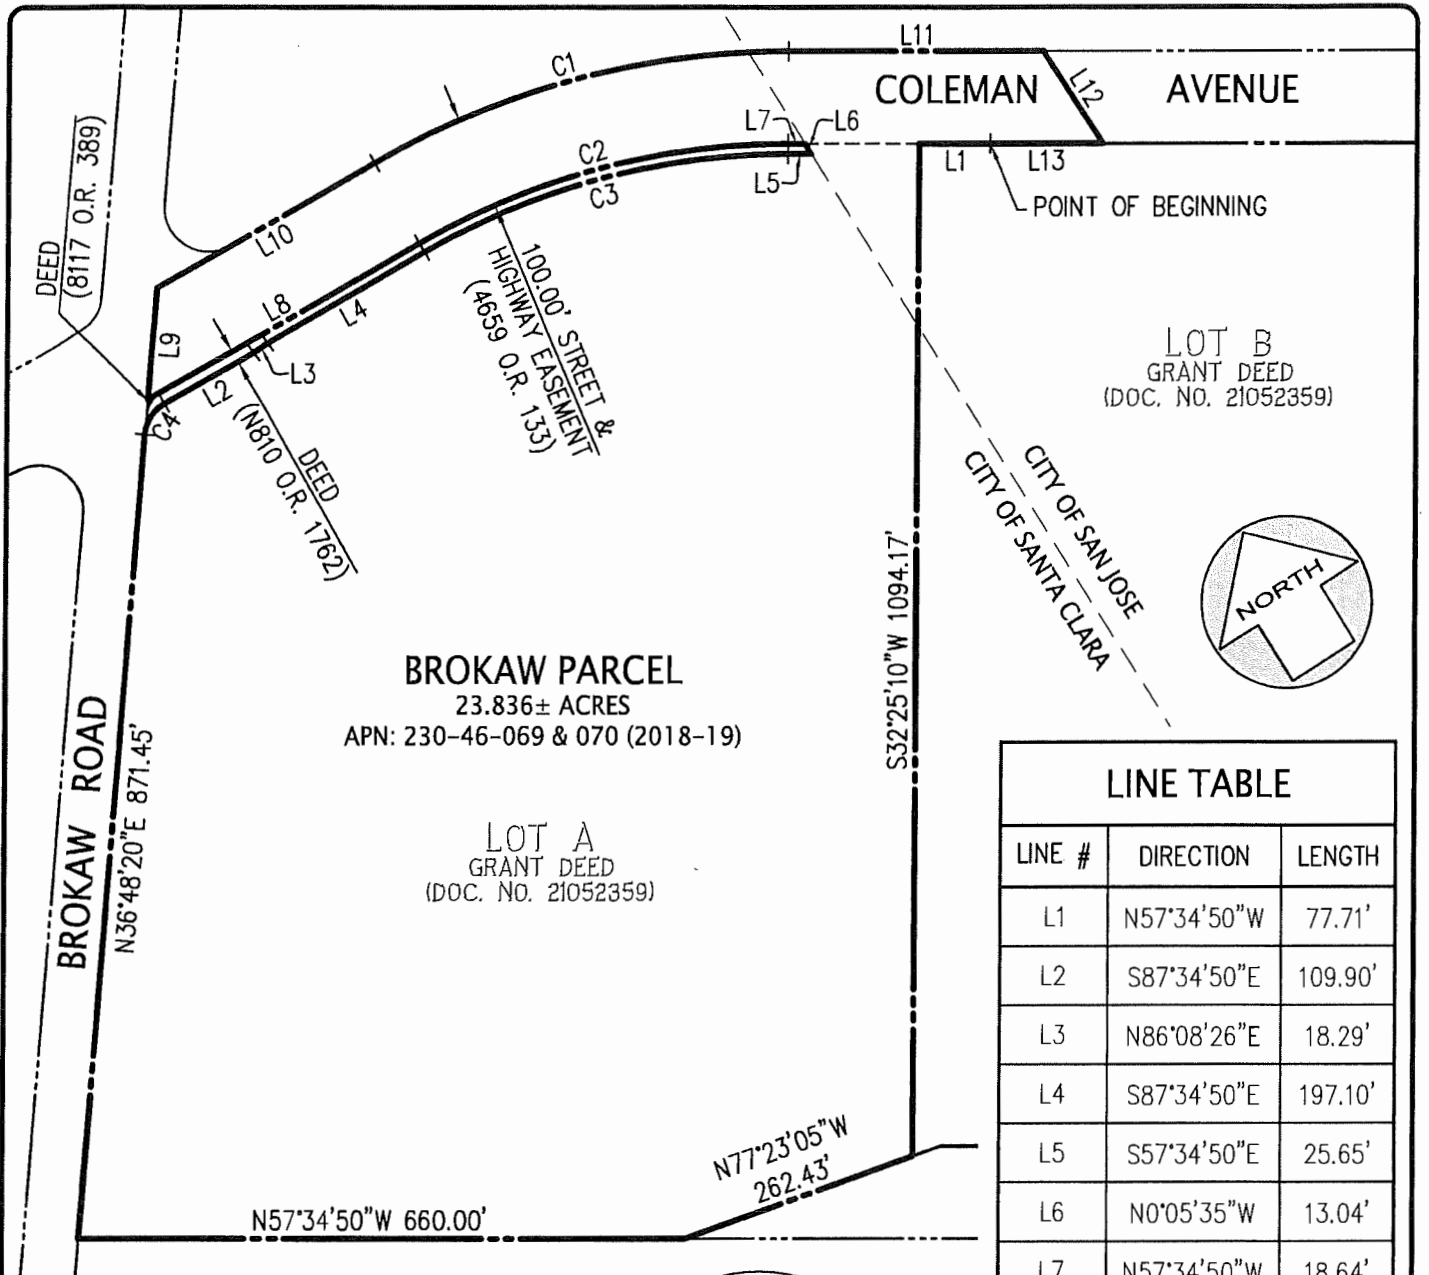 L11
C1
COLEMAN AVENUE
L12
L7
L6
C2
L1
L13
L5
C3
POINT OF BEGINNING
DEED
(8117 O.R. 389)
L10
100.00' STREET &
HIGHWAY EASEMENT
(4659 O.R. 133)
L8
L4
L9
L3
L2
C4
DEED
(N810 O.R. 1762)
LOT B
GRANT DEED
(DOC. NO. 21052359)
CITY OF SAN JOSE
CITY OF SANTA CLARA
NORTH
S32°25'10"W 1094.17'
BROKAW PARCEL
23.836± ACRES
APN: 230-46-069 & 070 (2018-19)
BROKAW ROAD
N36°48'20"E 871.45'
LOT A
GRANT DEED
(DOC. NO. 21052359)
N77°23'05"W
262.43'
N57°34'50"W 660.00'
LINE TABLE
LINE # DIRECTION LENGTH
L1 N57°34'50"W 77.71'
L2 S87°34'50"E 109.90'
L3 N86°08'26"E 18.29'
L4 S87°34'50"E 197.10'
L5 S57°34'50"E 25.65'
L6 N0°05'35"W 13.04'
L7 N57°34'50"W 18.64'